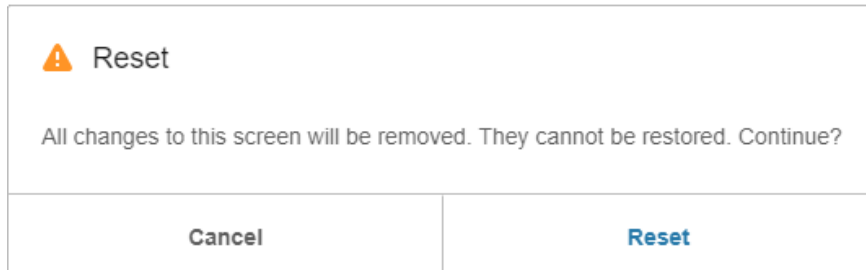 Reset
All changes to this screen will be removed. They cannot be restored. Continue?
Cancel
Reset